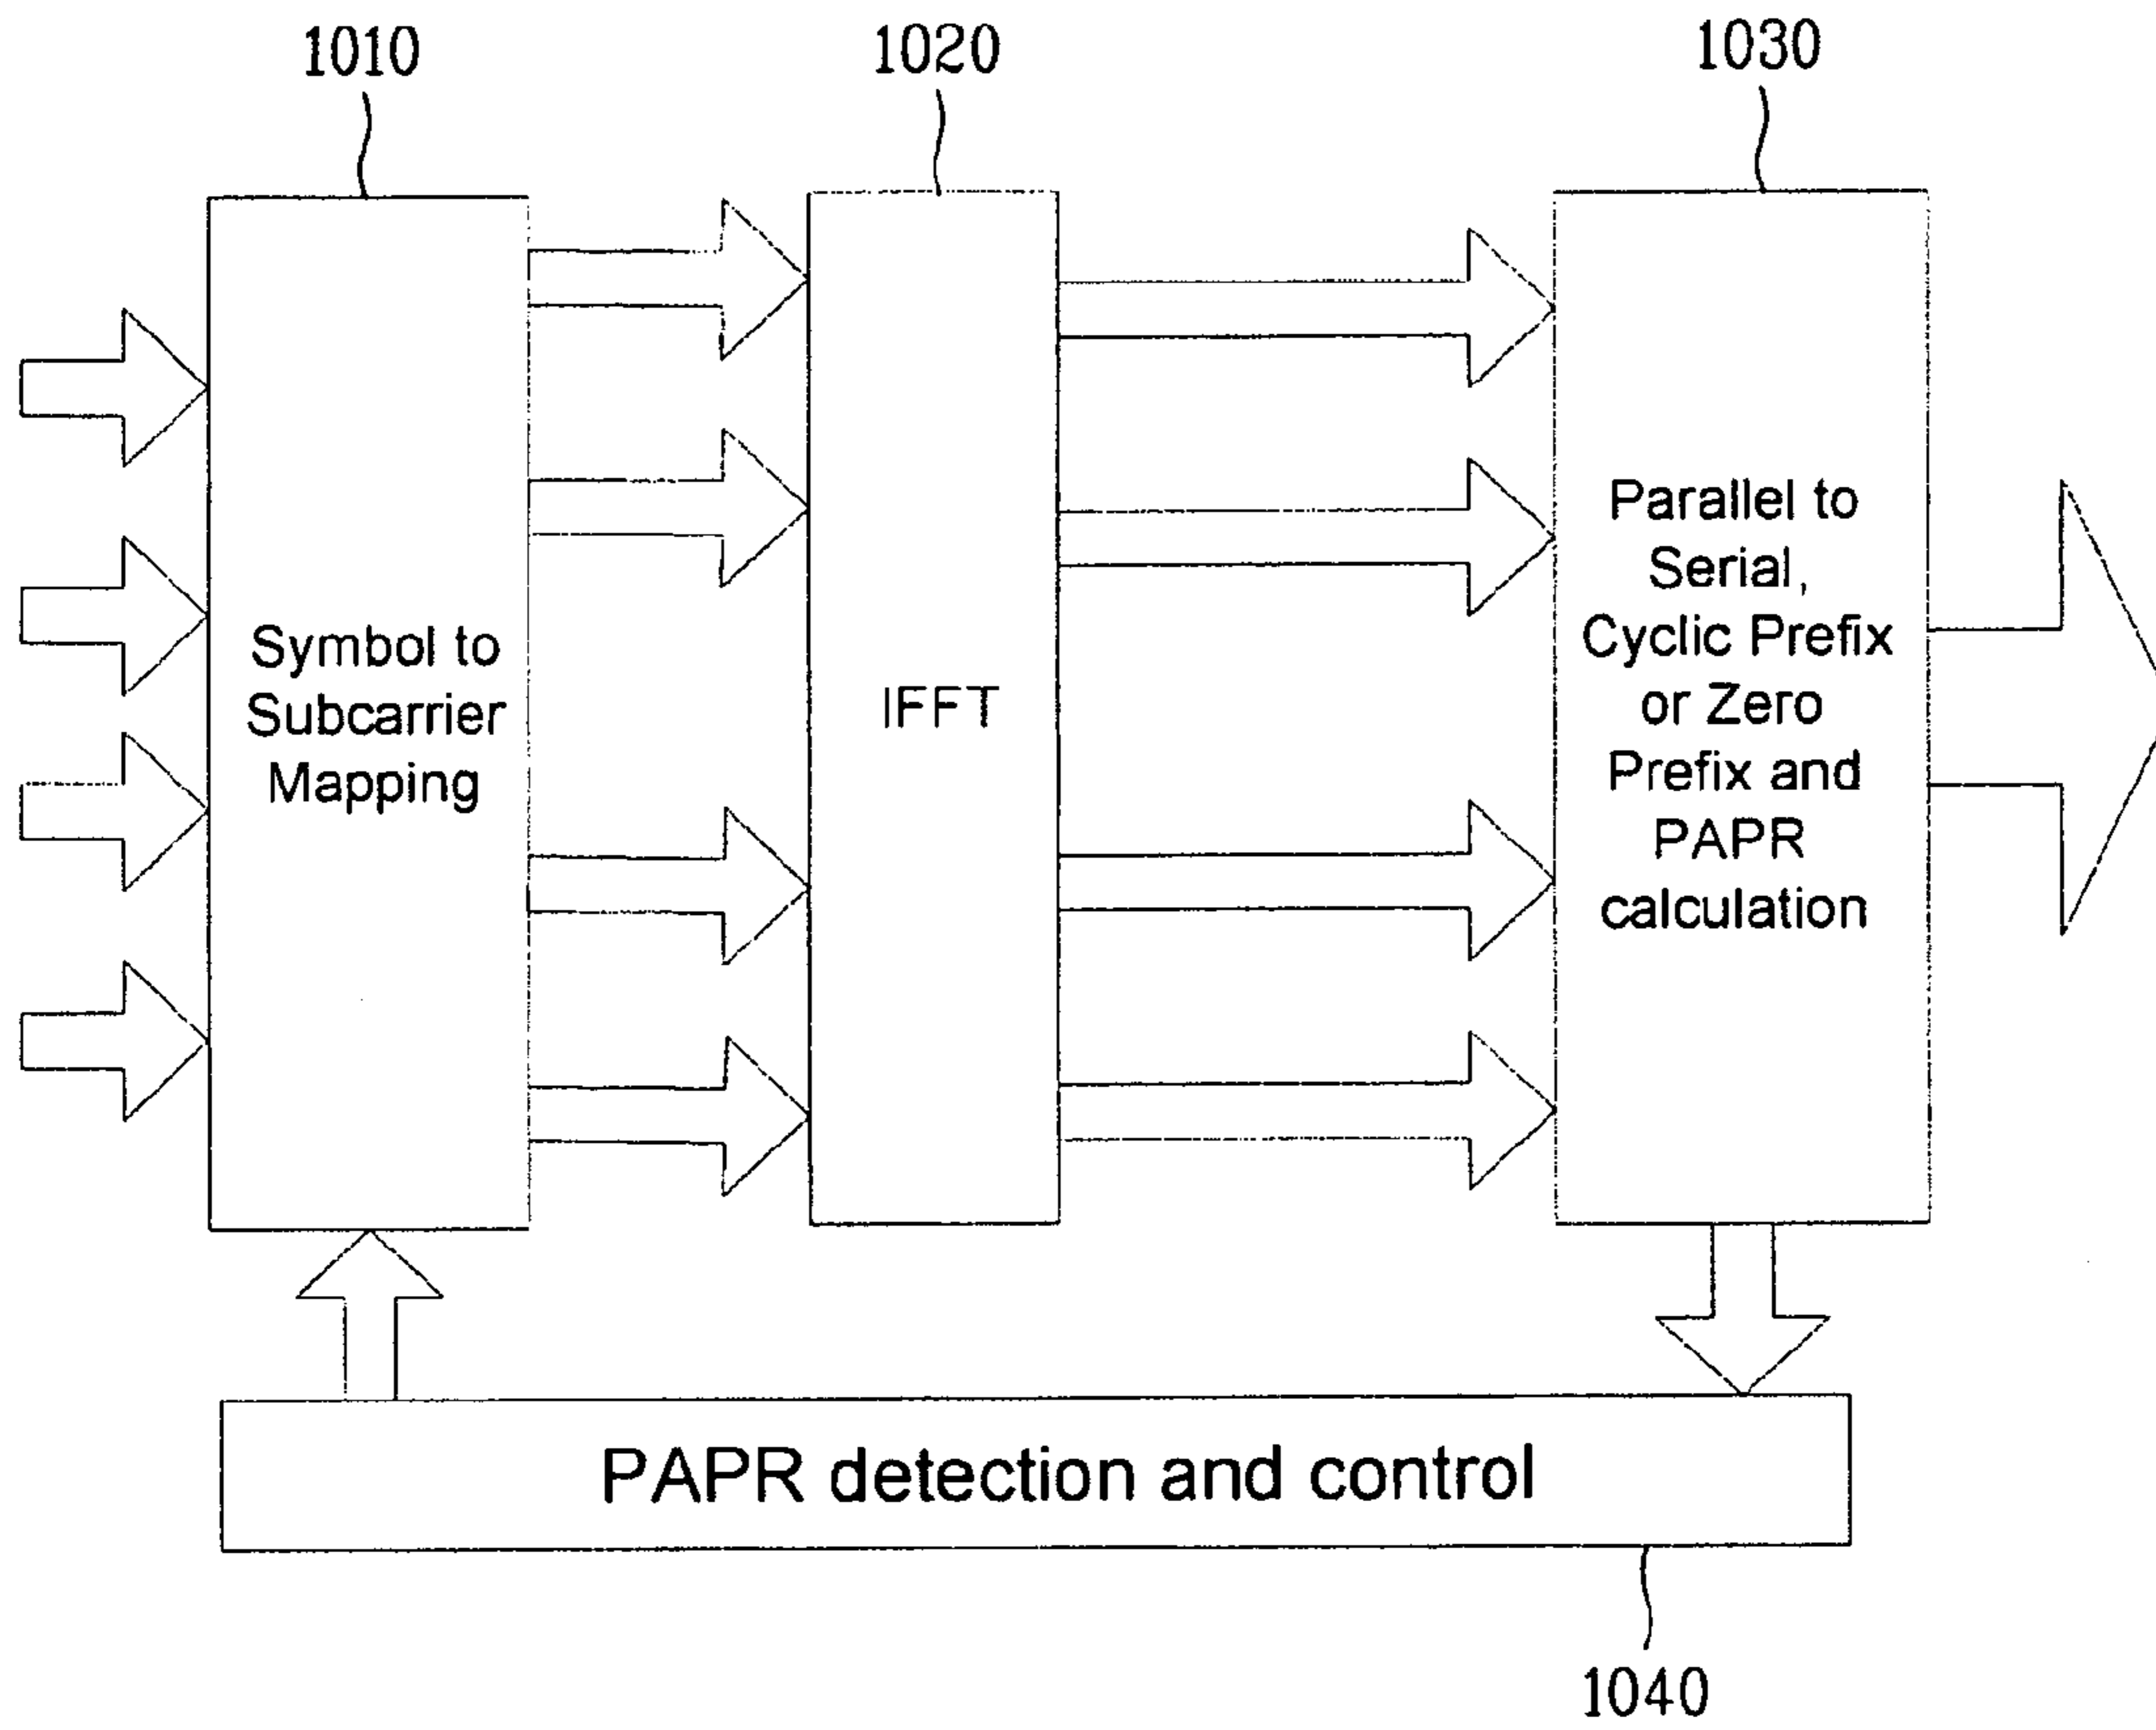 1010
1020
1030
Symbol to
Subcarrier
Mapping
IFFT
Parallel to
Serial,
Cyclic Prefix
or Zero
Prefix and
PAPR
calculation
PAPR detection and control
1040